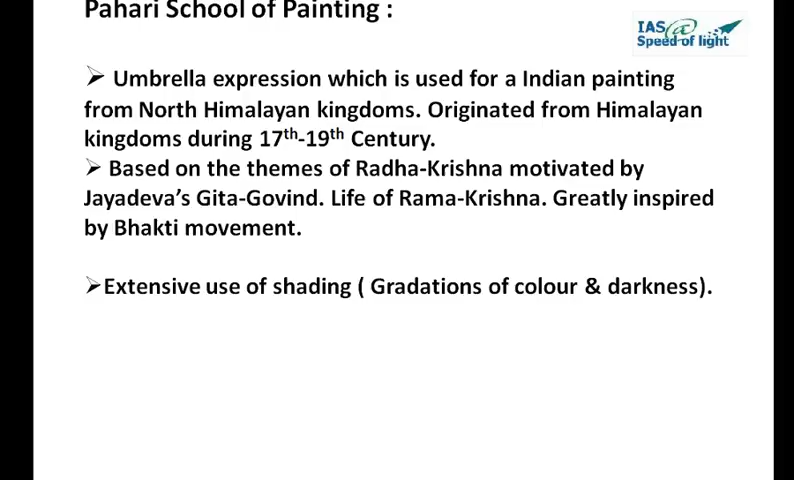 Pahari School of Painting :
IAS@
Speed of light
➤ Umbrella expression which is used for a Indian painting
from North Himalayan kingdoms. Originated from Himalayan
kingdoms during 17th-19th Century.
➤ Based on the themes of Radha-Krishna motivated by
Jayadeva’s Gita-Govind. Life of Rama-Krishna. Greatly inspired
by Bhakti movement.
➤Extensive use of shading ( Gradations of colour & darkness).